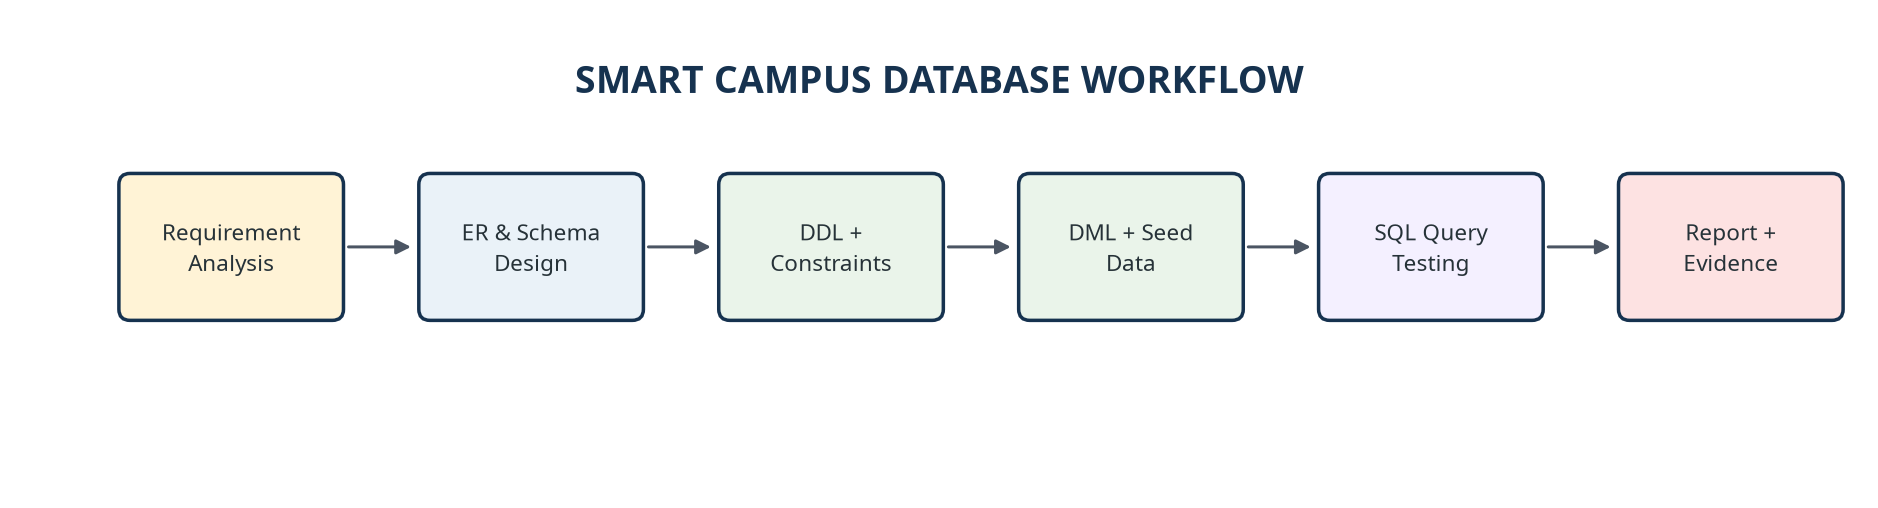 SMART CAMPUS DATABASE WORKFLOW
Requirement
Analysis
ER & Schema
Design
DDL +
Constraints
DML + Seed
Data
SQL Query
Testing
Report +
Evidence